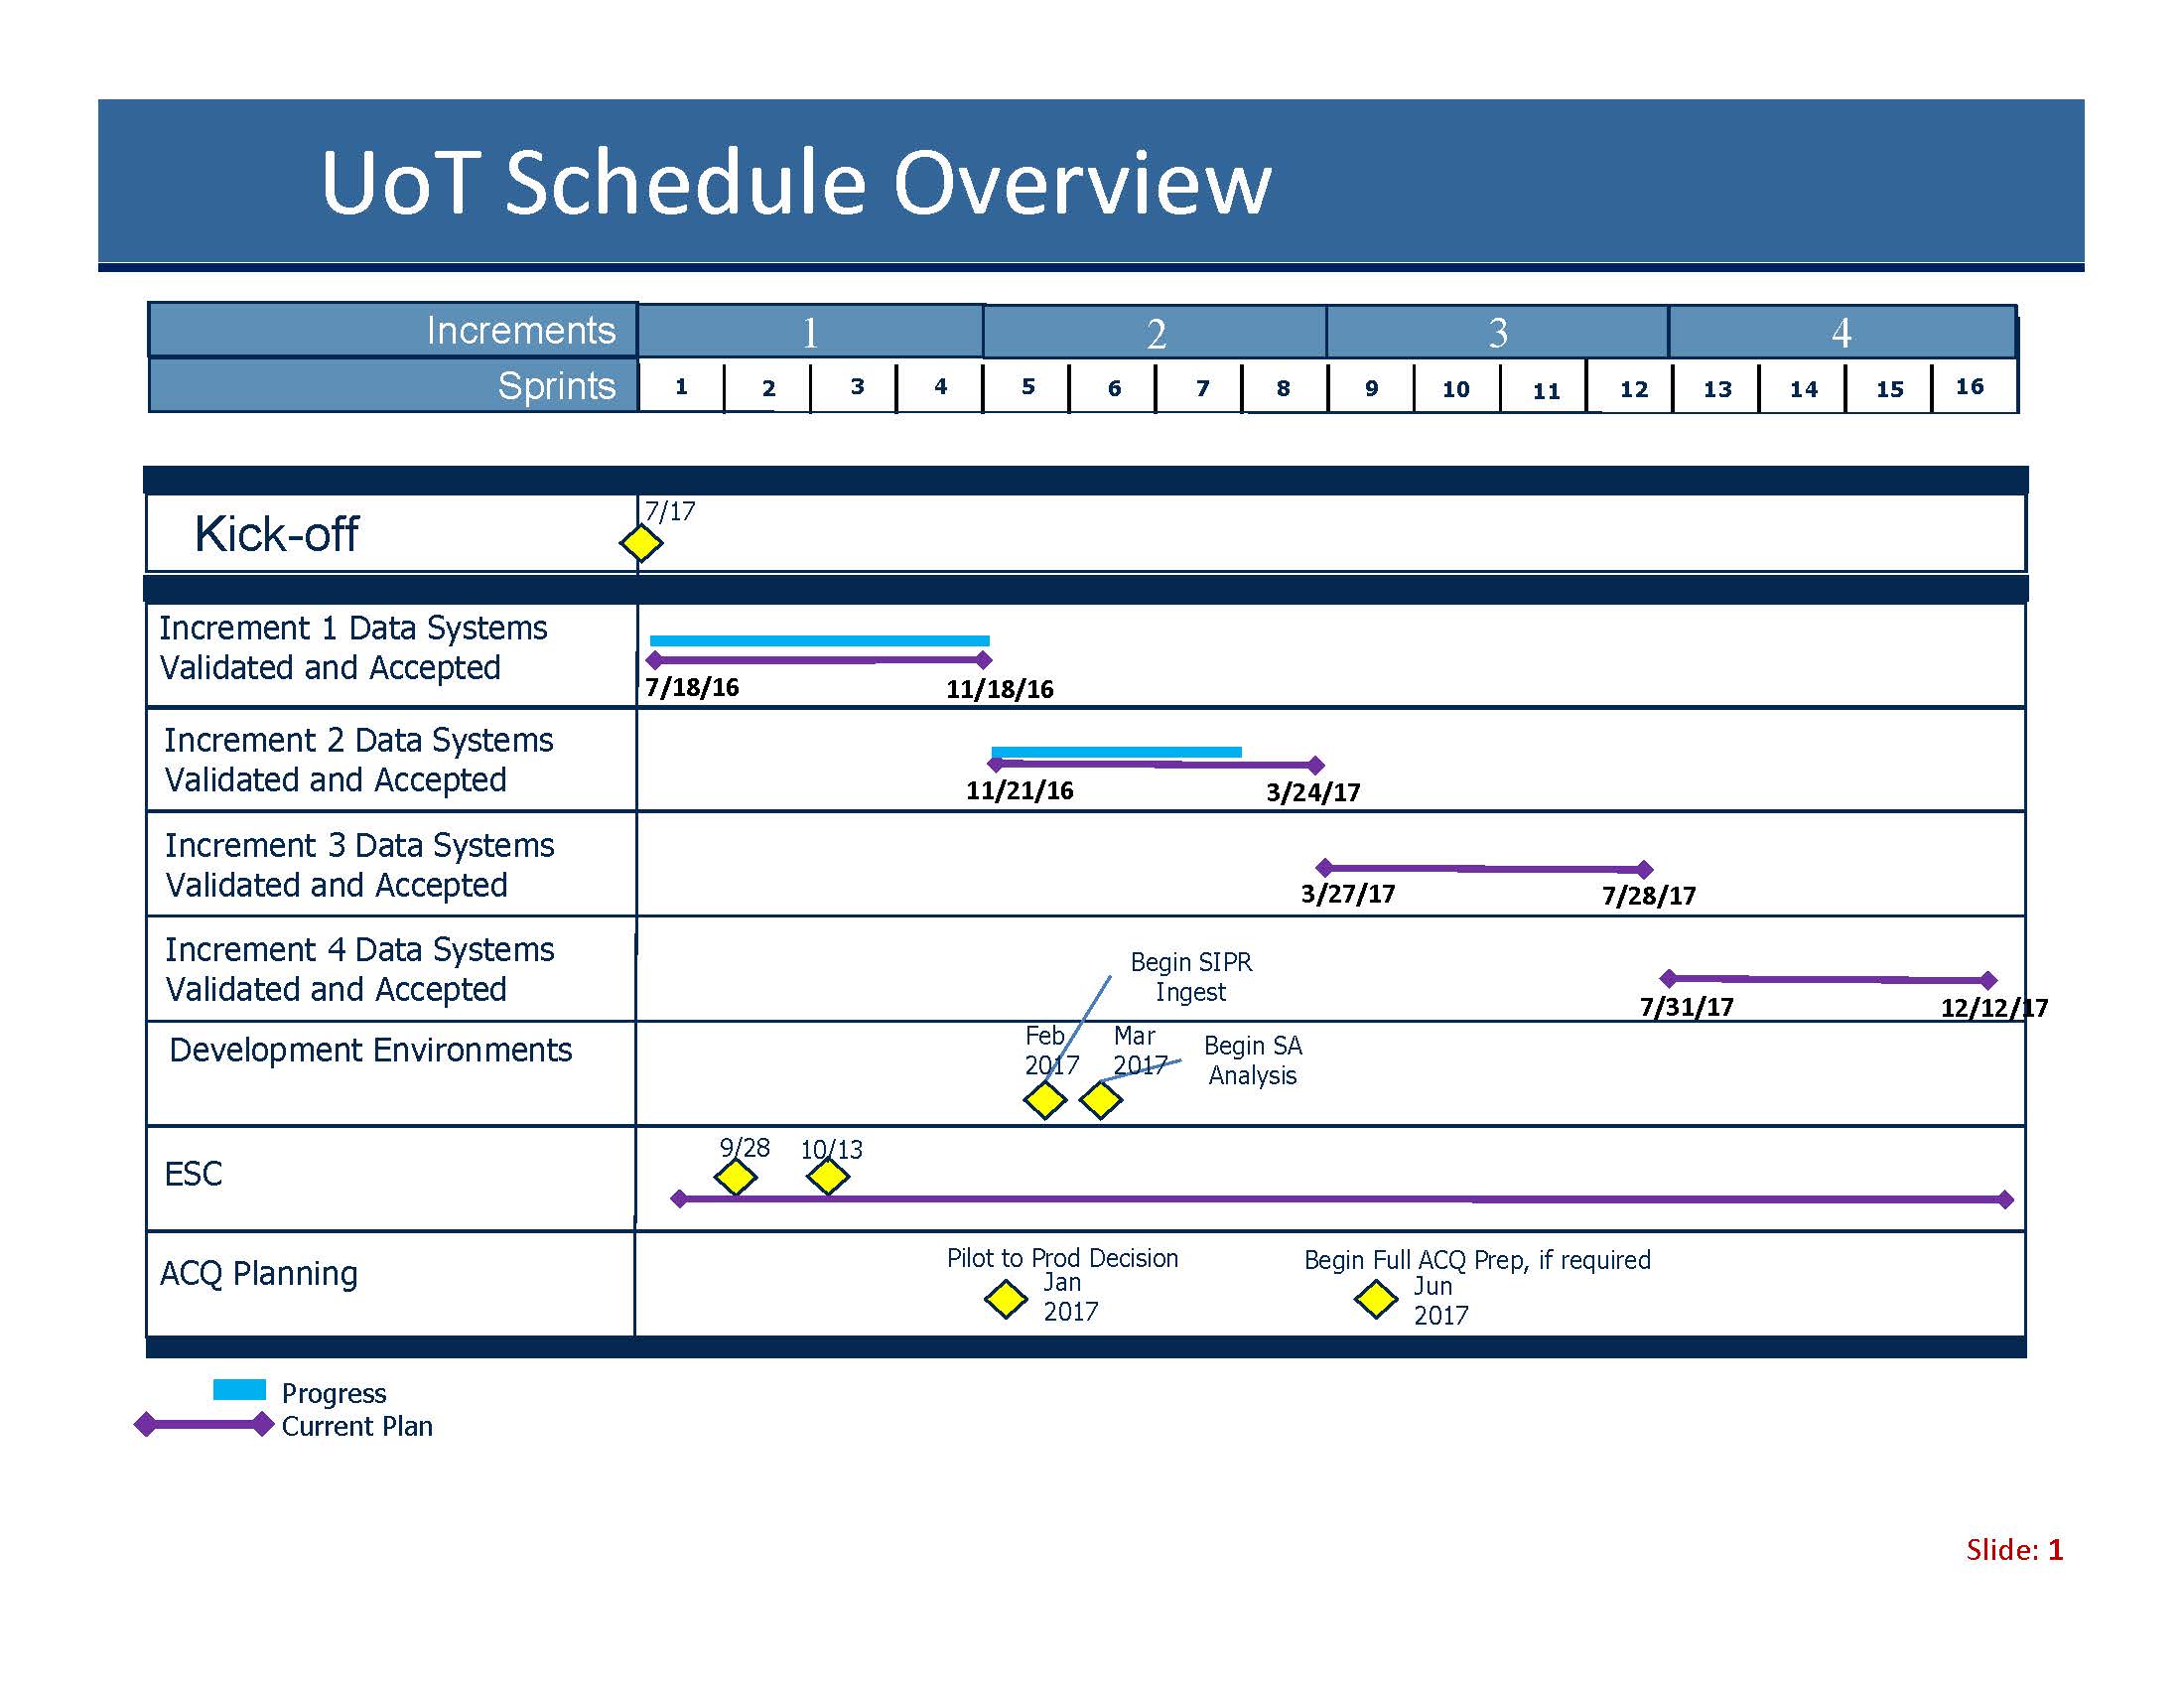 UoT Schedule Overview
Increments 1 2 3 4
Sprints 1 2 3 4 5 6 7 8 9 10 11 12 13 14 15 16
Kick-off
7/17
Increment 1 Data Systems
Validated and Accepted
7/18/16 11/18/16
Increment 2 Data Systems
Validated and Accepted
11/21/16 3/24/17
Increment 3 Data Systems
Validated and Accepted
3/27/17 7/28/17
Increment 4 Data Systems
Validated and Accepted
7/31/17 12/12/17
Begin SIPR
Ingest
Development Environments
Feb
2017
Mar
2017
Begin SA
Analysis
ESC
9/28 10/13
ACQ Planning
Pilot to Prod Decision
Jan
2017
Begin Full ACQ Prep, if required
Jun
2017
Progress
Current Plan
Slide: 1